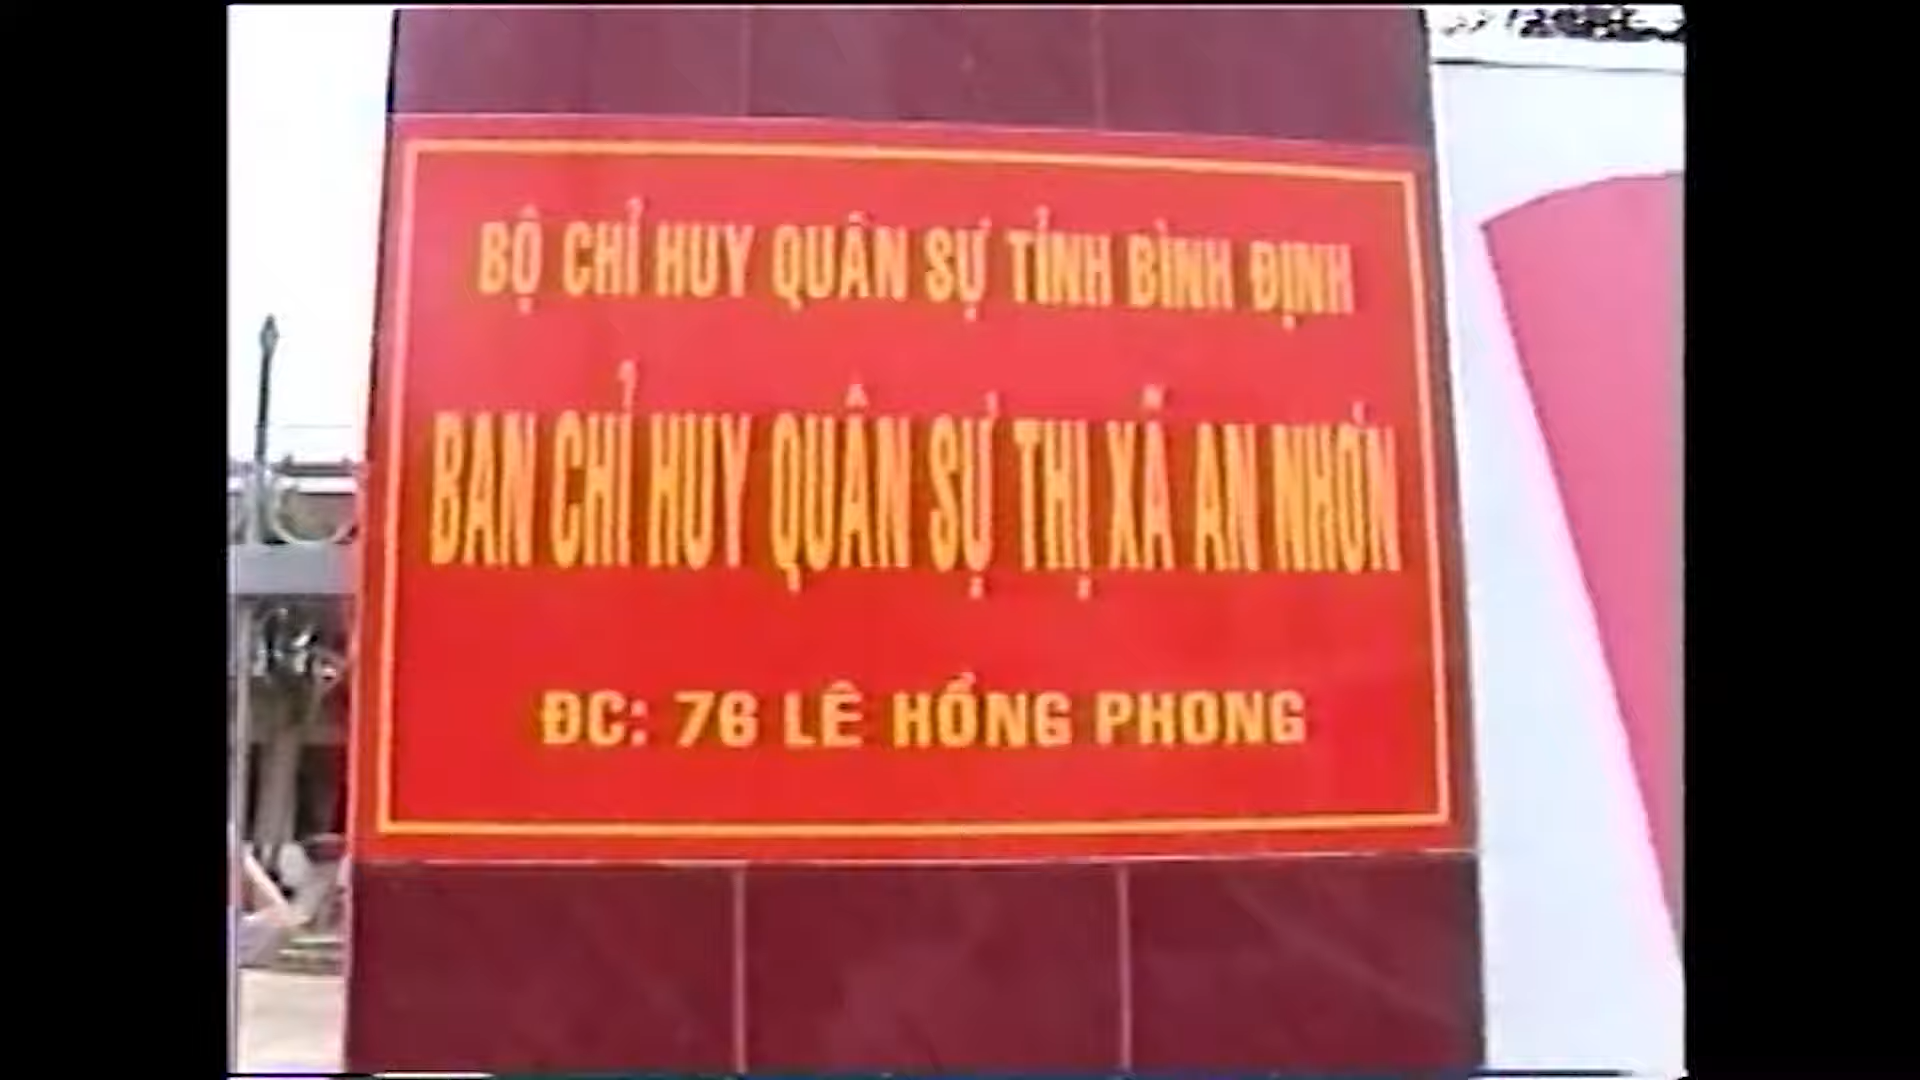 BỘ CHỈ HUY QUÂN SỰ TỈNH BÌNH ĐỊNH
BAN CHỈ HUY QUÂN SỰ THỊ XÃ AN NHƠN
ĐC: 76 LÊ HỒNG PHONG